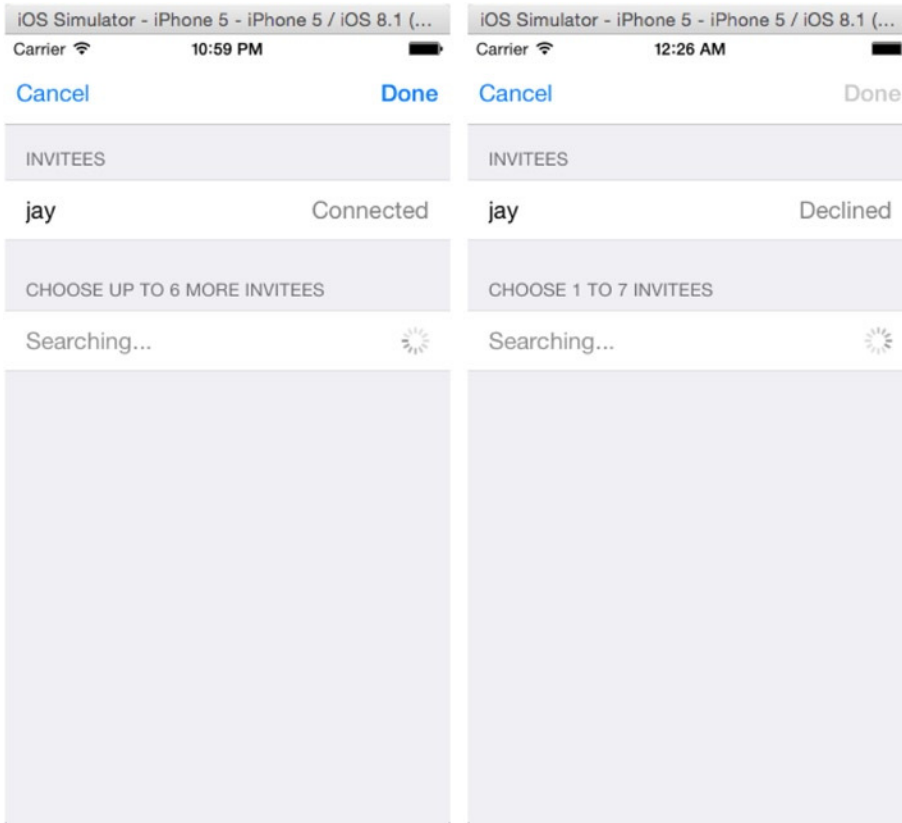 iOS Simulator - iPhone 5 - iPhone 5 / iOS 8.1 (...
Carrier 10:59 PM
Cancel Done
INVITEES
jay Connected
CHOOSE UP TO 6 MORE INVITEES
Searching...
iOS Simulator - iPhone 5 - iPhone 5 / iOS 8.1 (...
Carrier 12:26 AM
Cancel Done
INVITEES
jay Declined
CHOOSE 1 TO 7 INVITEES
Searching...